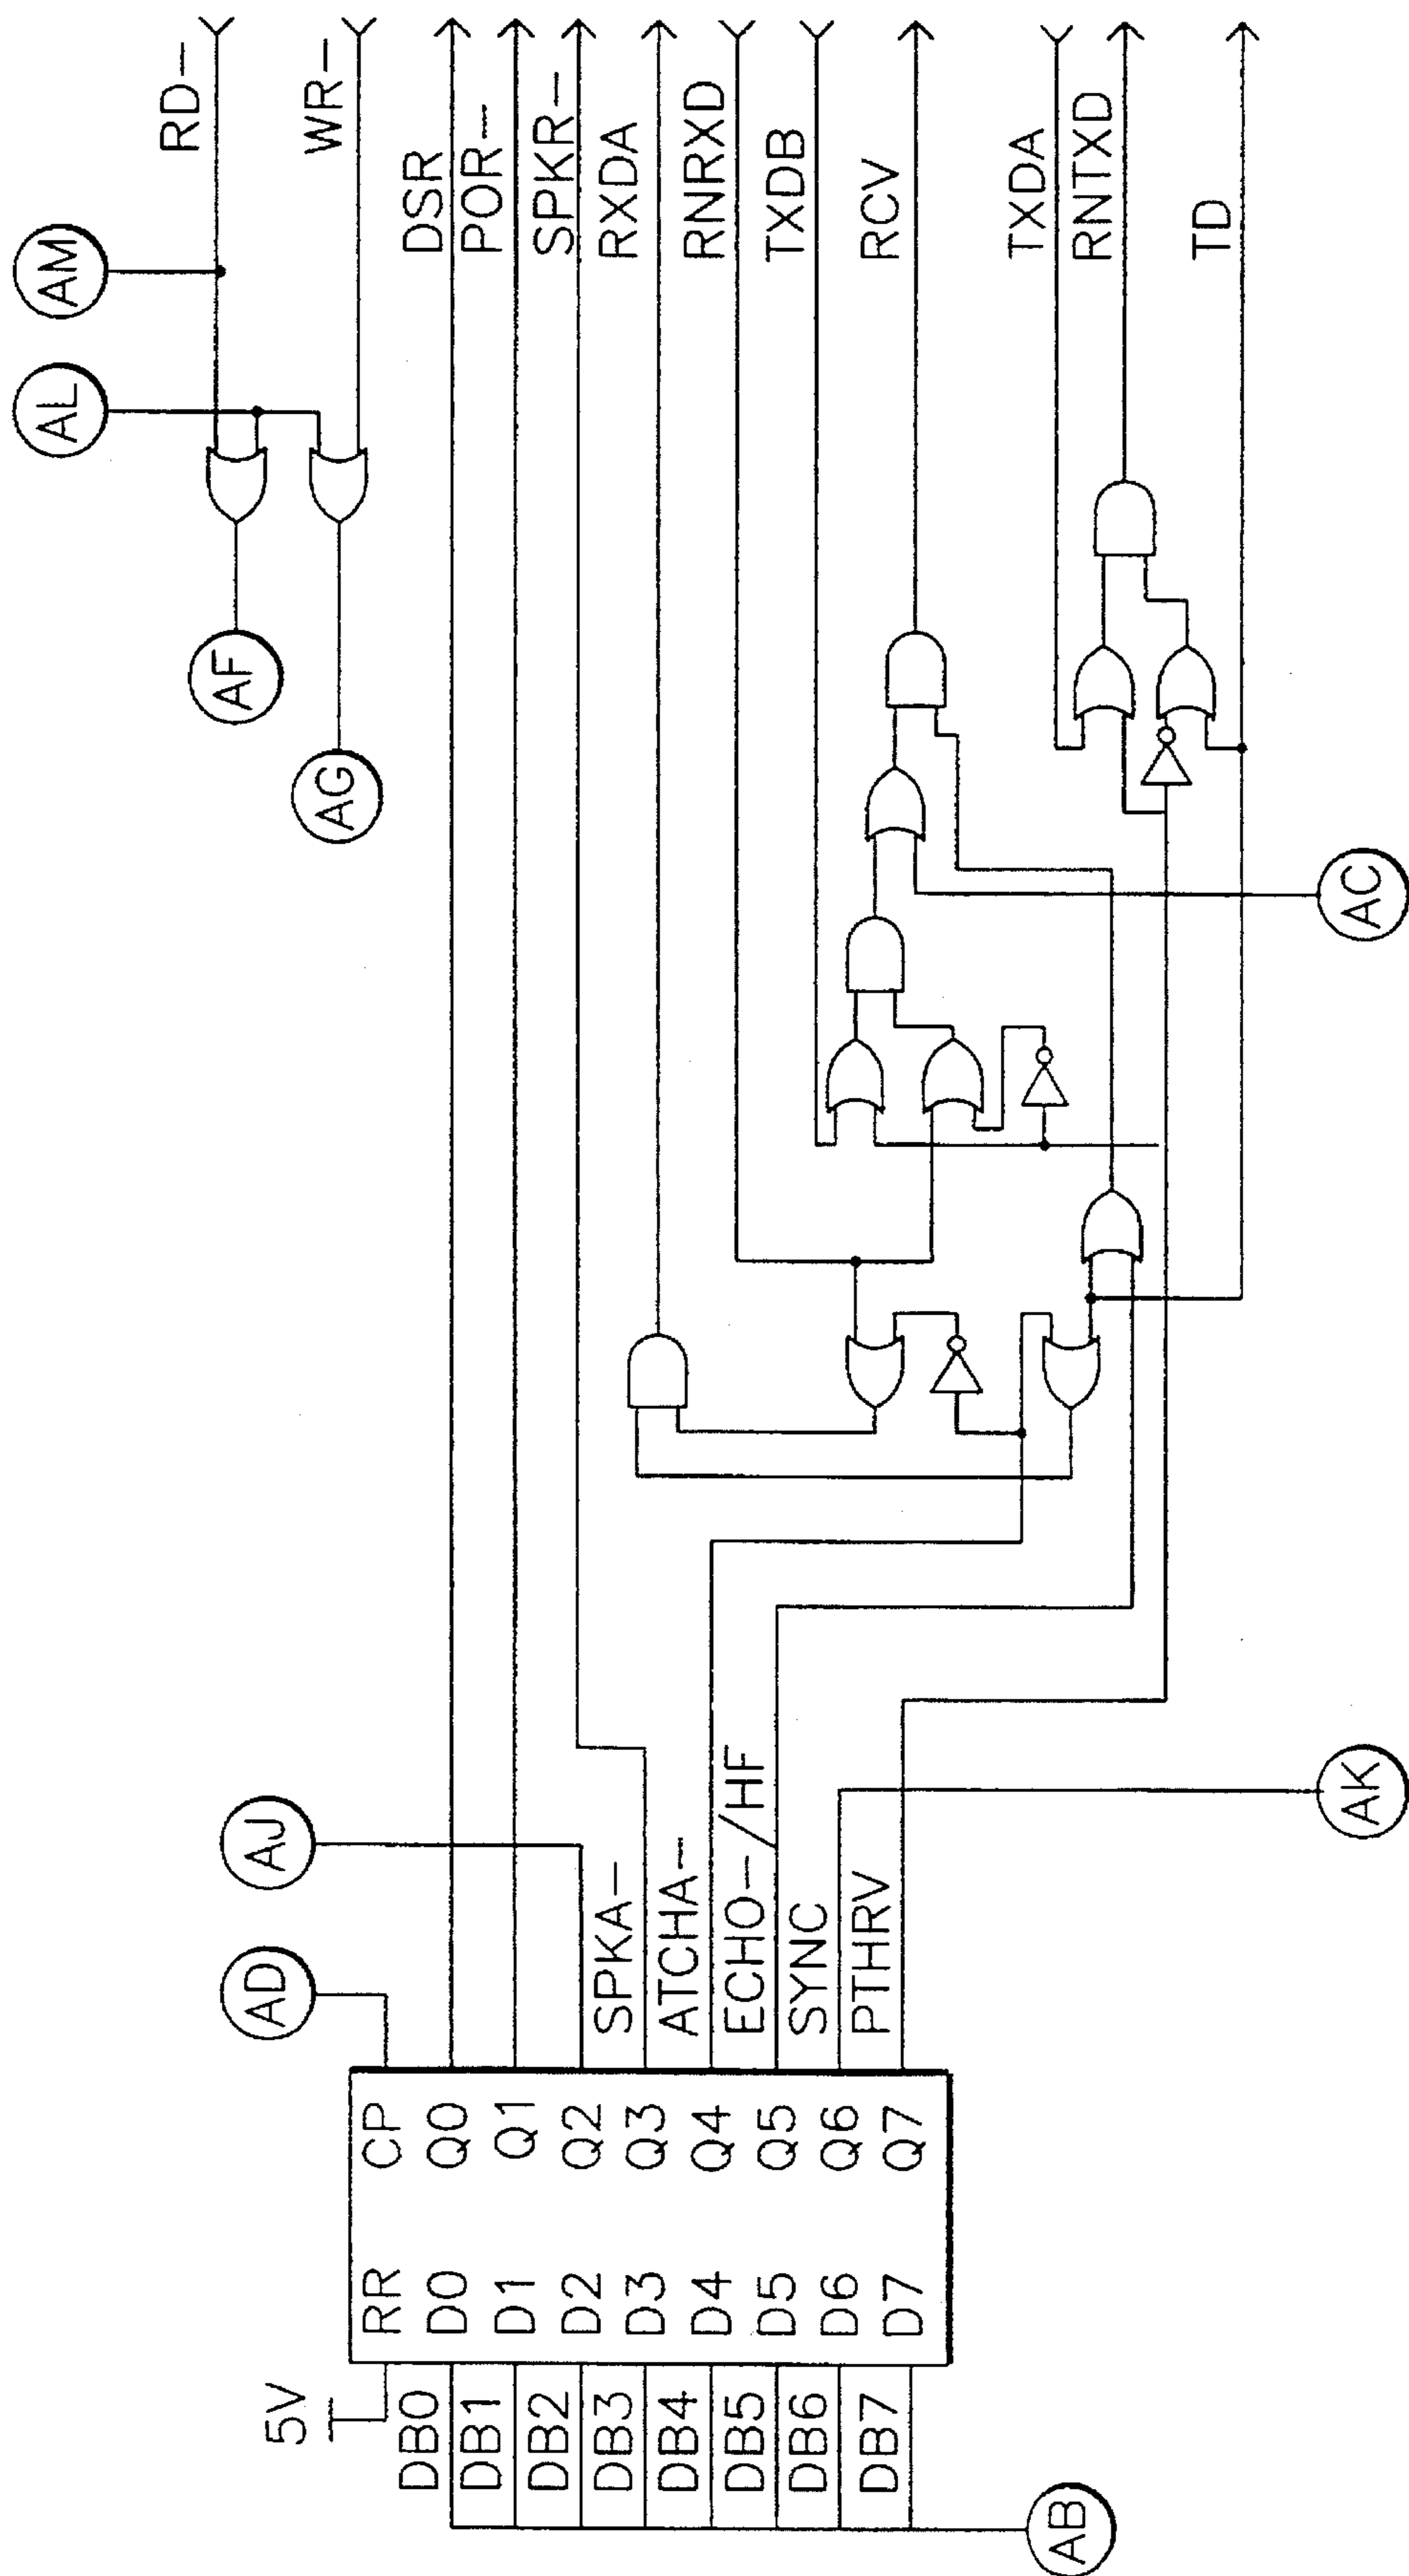 AM
AL
RD-
WR-
AF
AG
DSR
POR-
SPKR-
RXDA
RNRXD
TXDB
RCV
TXDA
RNTXD
TD
AC
AJ
AD
SPKA-
ATCHA-
ECHO-/HF
SYNC
PTHRV
AK
5V
RR CP
DB0 D0 Q0
DB1 D1 Q1
DB2 D2 Q2
DB3 D3 Q3
DB4 D4 Q4
DB5 D5 Q5
DB6 D6 Q6
DB7 D7 Q7
AB